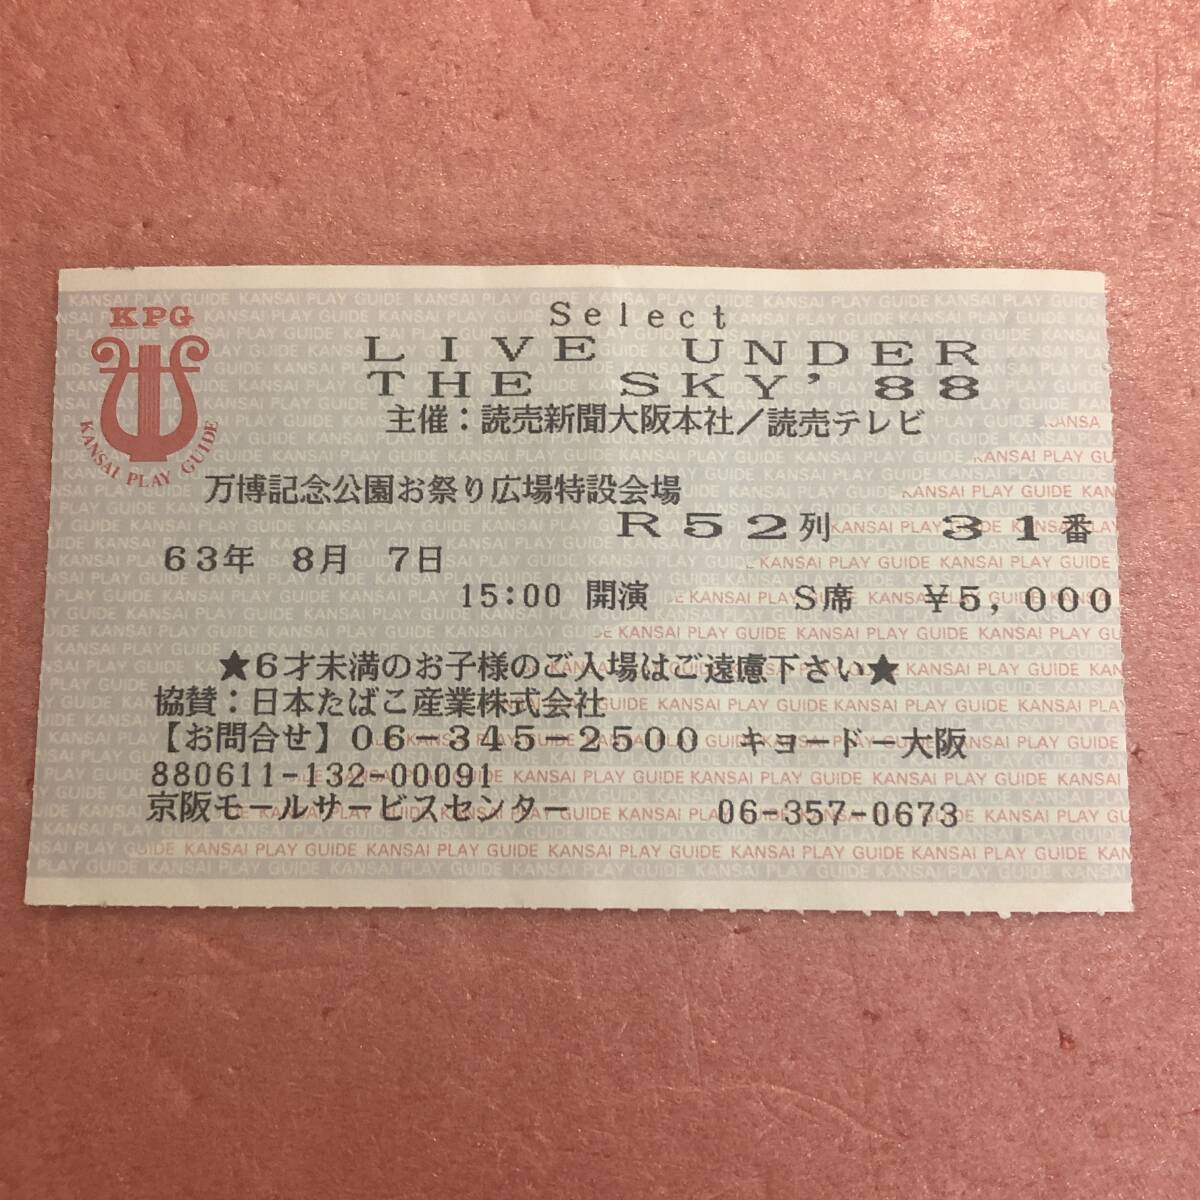 KPG
KANSAI PLAY GUIDE
Select
LIVE UNDER
THE SKY'88
主催：読売新聞大阪本社／読売テレビ
万博記念公園お祭り広場特設会場
R52列 31番
63年 8月 7日
15:00 開演 S席 ¥5,000
★6才未満のお子様のご入場はご遠慮下さい★
協賛：日本たばこ産業株式会社
【お問合せ】06-345-2500 キョードー大阪
880611-132-00091
京阪モールサービスセンター 06-357-0673